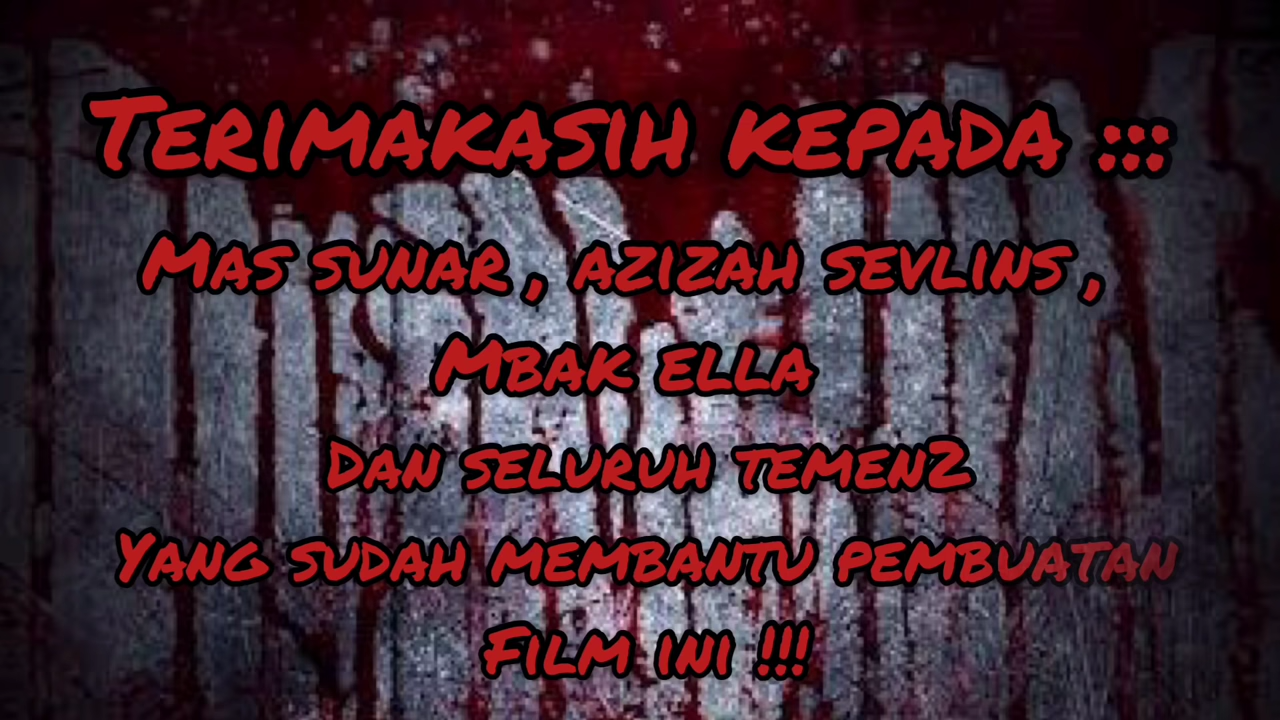 Terimakasih kepada :::
Mas sunar , azizah sevlins ,
Mbak ella
Dan seluruh temen2
Yang sudah membantu pembuatan
Film ini !!!